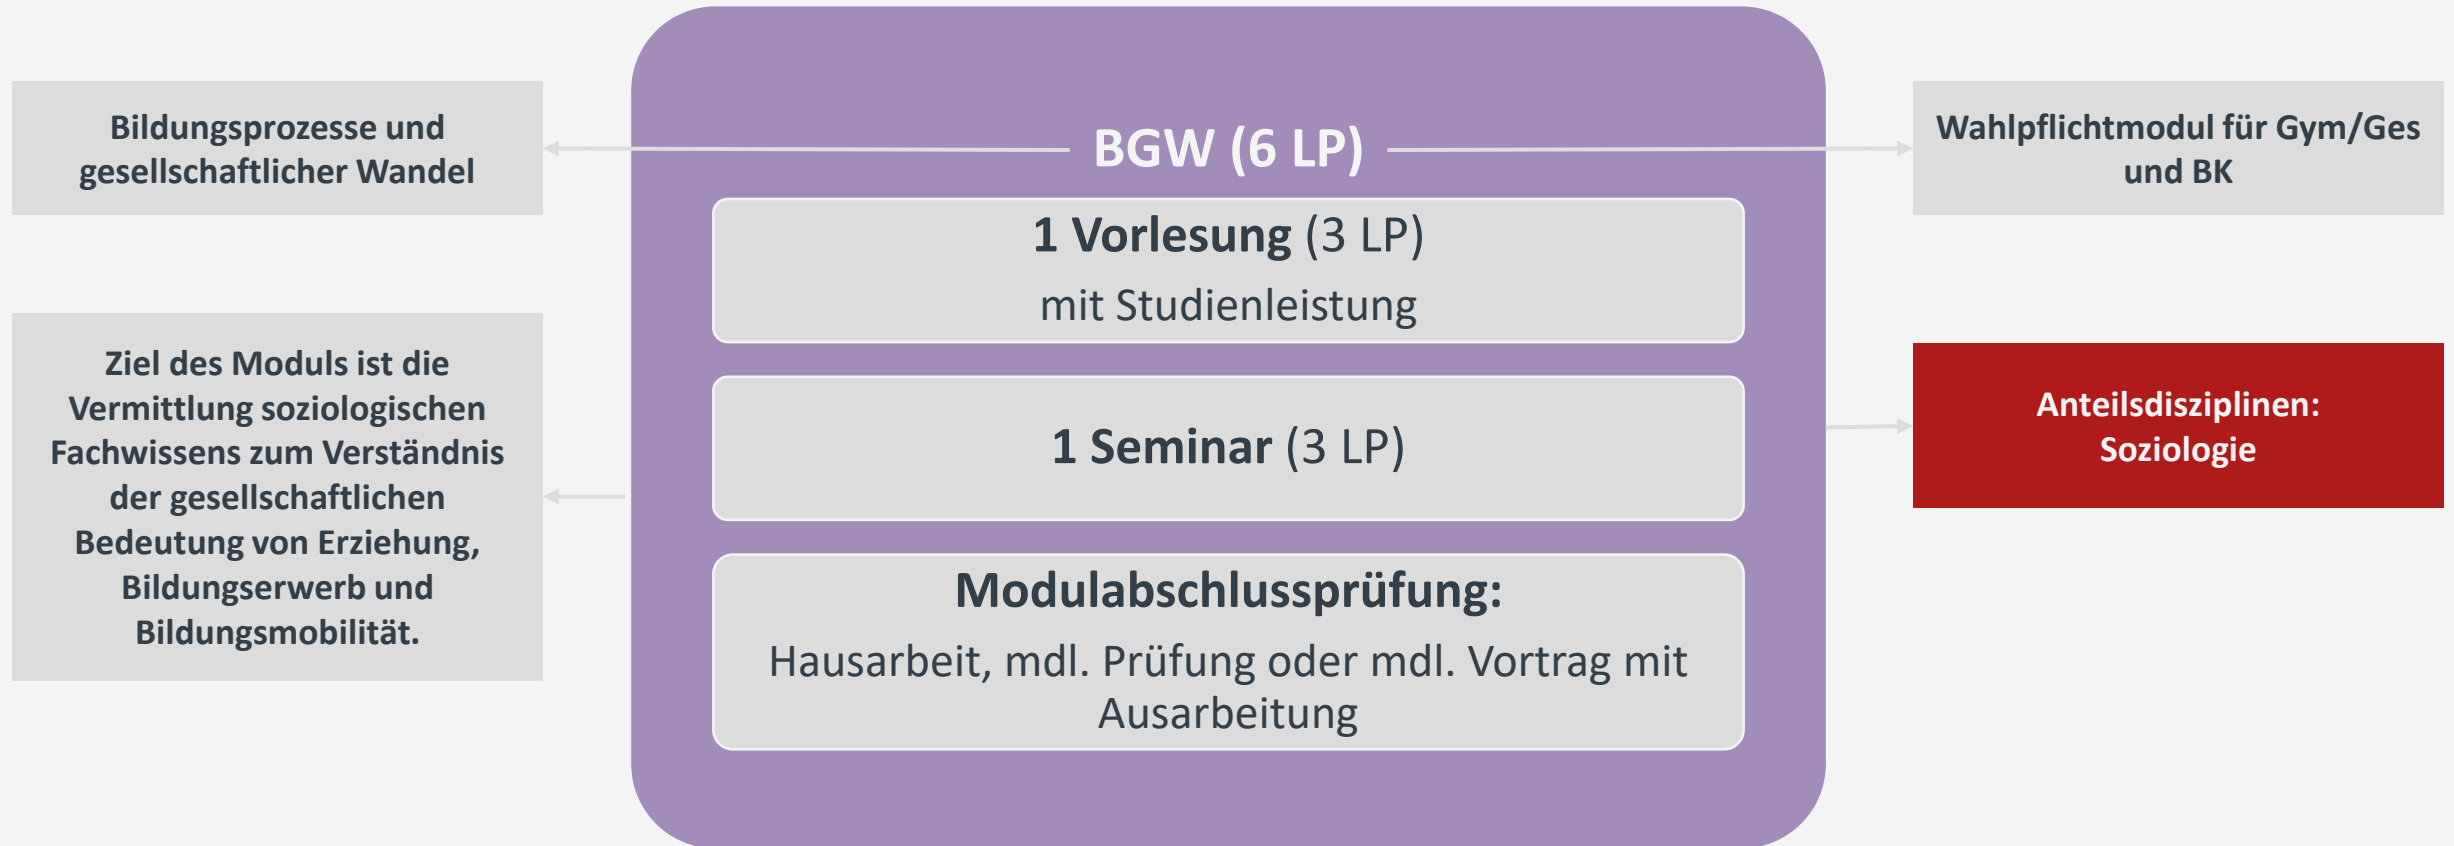 Bildungsprozesse und
gesellschaftlicher Wandel
Ziel des Moduls ist die
Vermittlung soziologischen
Fachwissens zum Verständnis
der gesellschaftlichen
Bedeutung von Erziehung,
Bildungserwerb und
Bildungsmobilität.
BGW (6 LP)
1 Vorlesung (3 LP)
mit Studienleistung
1 Seminar (3 LP)
Modulabschlussprüfung:
Hausarbeit, mdl. Prüfung oder mdl. Vortrag mit
Ausarbeitung
Wahlpflichtmodul für Gym/Ges
und BK
Anteilsdisziplinen:
Soziologie